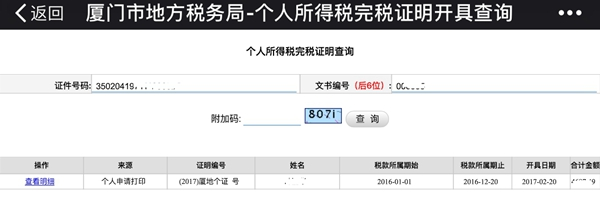 返回 厦门市地方税务局-个人所得税完税证明开具查询
个人所得税完税证明查询
证件号码: 35020419 文书编号（后6位）: 00
附加码: 807i 查 询
操作 来源 证明编号 姓名 税款所属期始 税款所属期止 开具日期 合计金额
查看明细 个人申请打印 (2017)厦地个证 号 2016-01-01 2016-12-20 2017-02-20